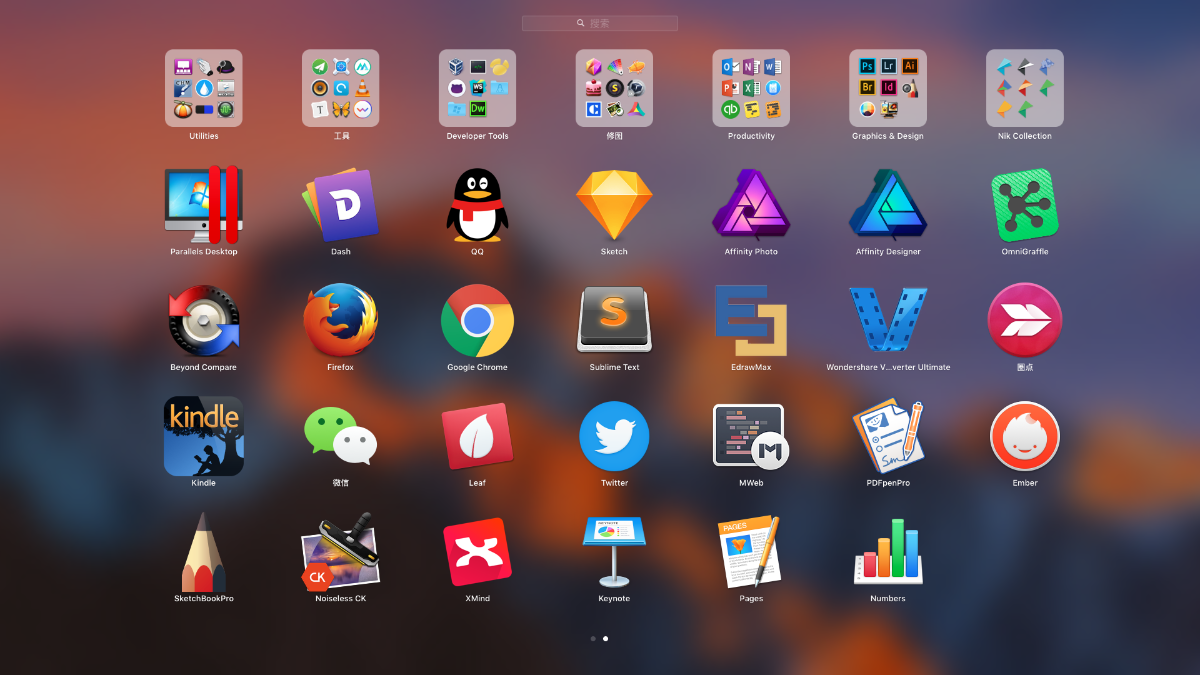 搜索
Utilities
工具
Developer Tools
修图
Productivity
Graphics & Design
Nik Collection
Parallels Desktop
Dash
QQ
Sketch
Affinity Photo
Affinity Designer
OmniGraffle
Beyond Compare
Firefox
Google Chrome
Sublime Text
EdrawMax
Wondershare V...verter Ultimate
圈点
kindle
Kindle
微信
Leaf
Twitter
MWeb
PDFpenPro
Ember
SketchBookPro
CK
Noiseless CK
XMind
KEYNOTE
Keynote
PAGES
Pages
Numbers